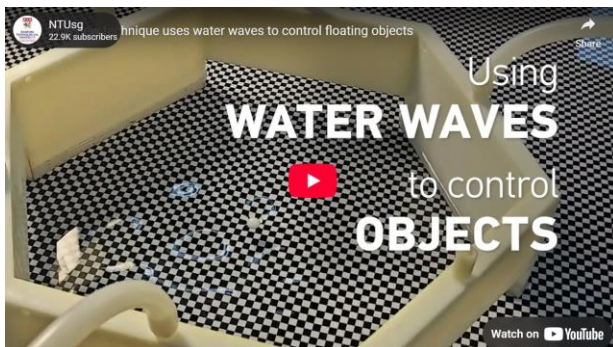 NTUsg
22.9K subscribers
hnique uses water waves to control floating objects
Share
Using
WATER WAVES
to control
OBJECTS
Watch on YouTube